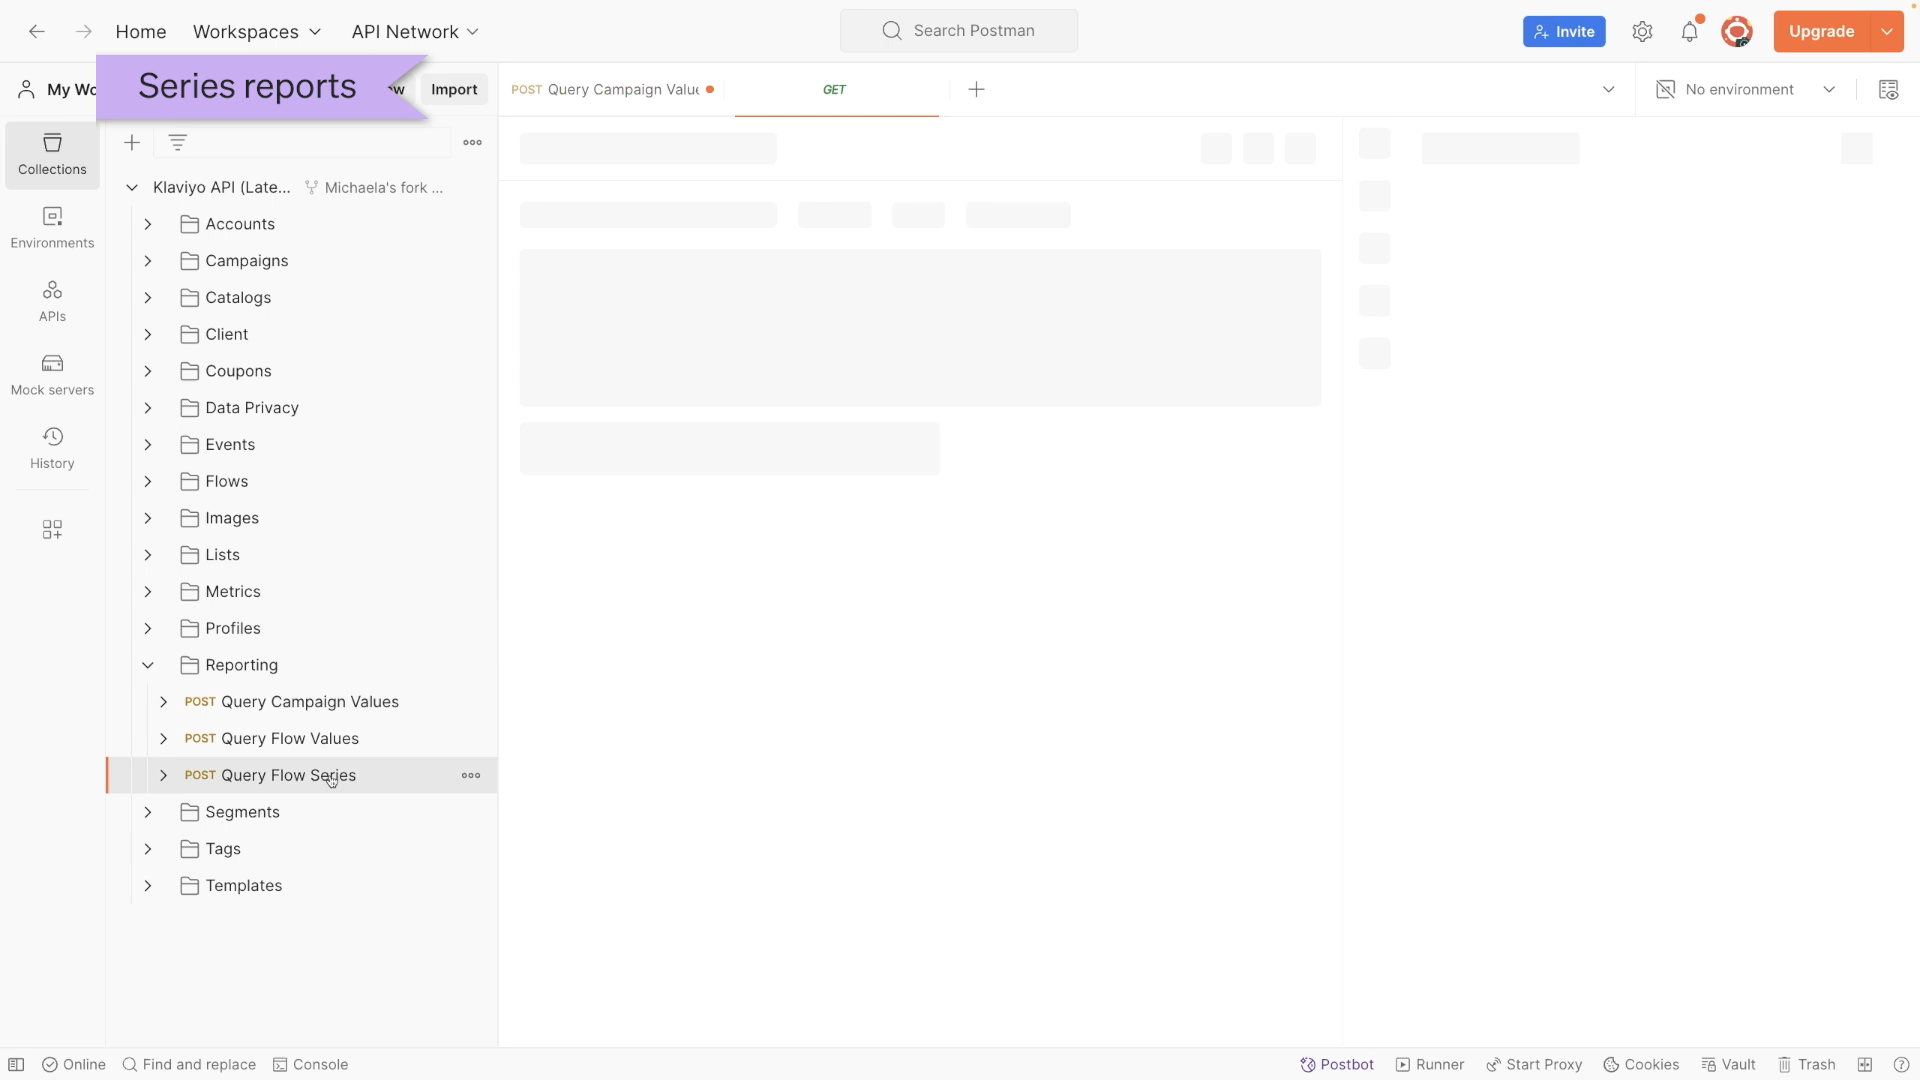 Home
Workspaces
API Network
Search Postman
Invite
Upgrade
My Wo
Series reports
w
Import
POST Query Campaign Value
GET
No environment
Collections
Environments
APIs
Mock servers
History
Klaviyo API (Late...
Michaela's fork ...
Accounts
Campaigns
Catalogs
Client
Coupons
Data Privacy
Events
Flows
Images
Lists
Metrics
Profiles
Reporting
POST Query Campaign Values
POST Query Flow Values
POST Query Flow Series
Segments
Tags
Templates
Online
Find and replace
Console
Postbot
Runner
Start Proxy
Cookies
Vault
Trash